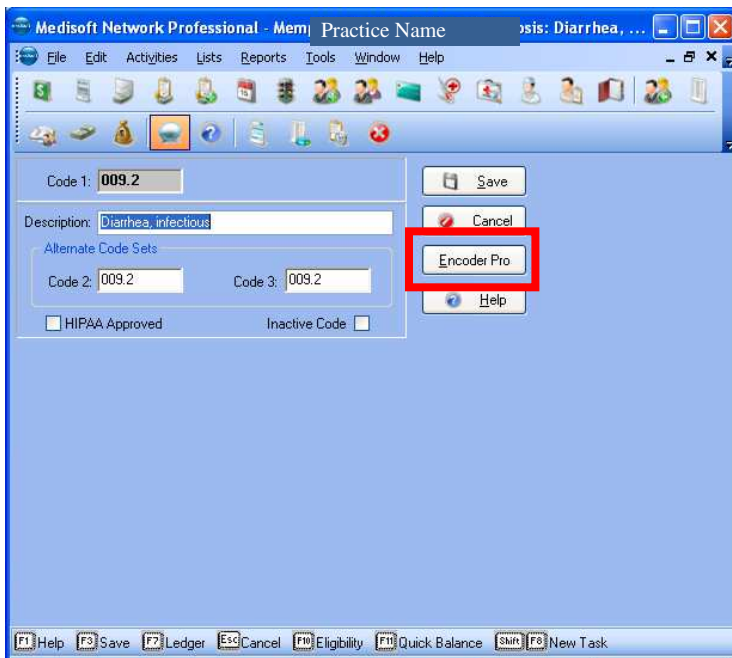 Medisoft Network Professional - Mem Practice Name osis: Diarrhea, ...
File Edit Activities Lists Reports Tools Window Help
Code 1: 009.2
Save
Description: Diarrhea, infectious
Cancel
Alternate Code Sets
Encoder Pro
Code 2: 009.2 Code 3: 009.2
Help
HIPAA Approved Inactive Code
F1 Help F3 Save F7 Ledger Esc Cancel F10 Eligibility F11 Quick Balance Shift F8 New Task